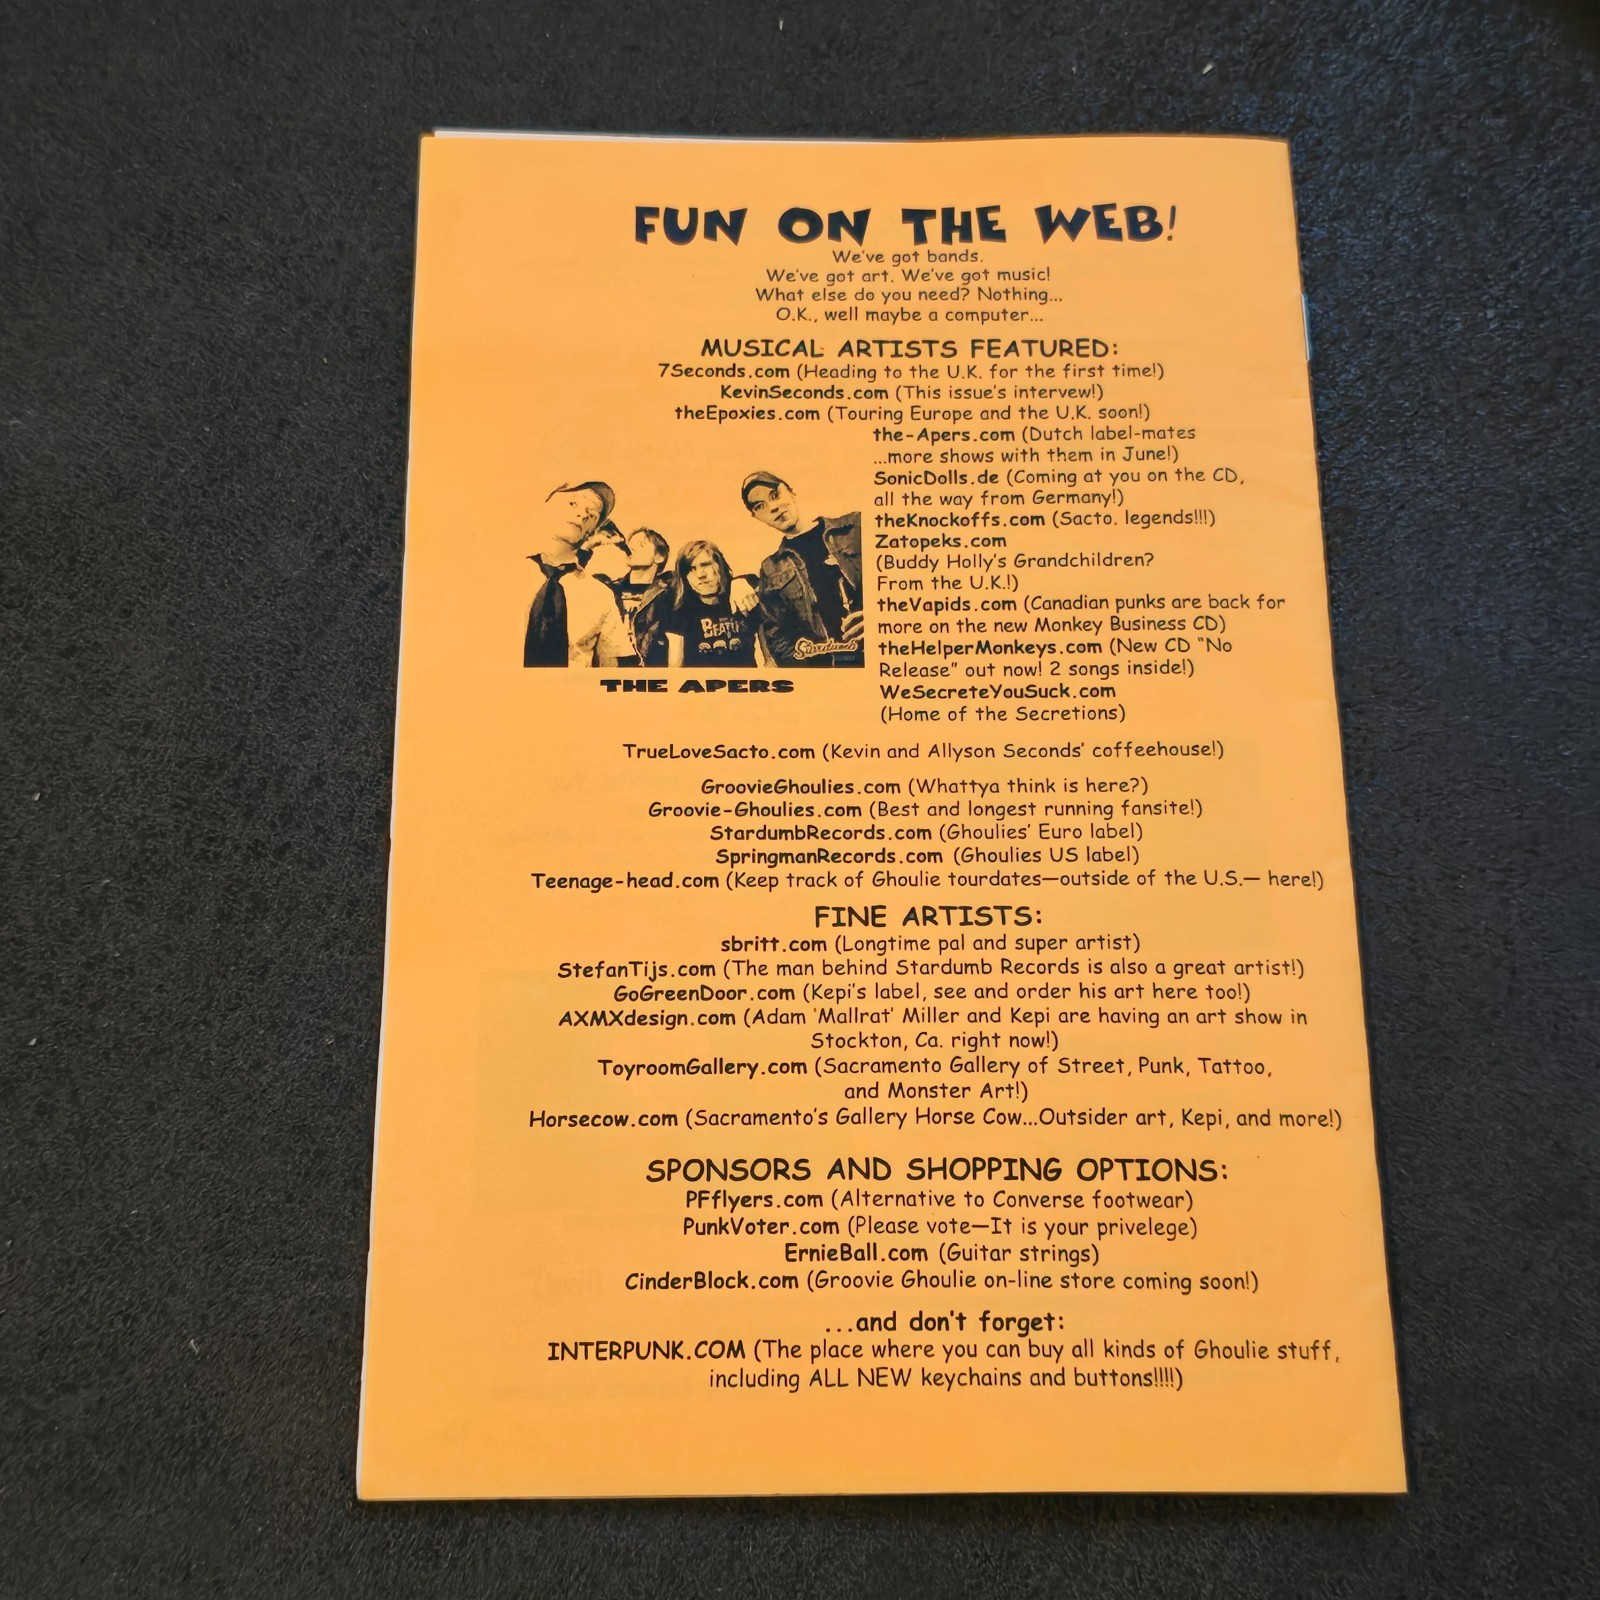 FUN ON THE WEB!
We've got bands.
We've got art. We've got music!
What else do you need? Nothing...
O.K., well maybe a computer...
MUSICAL ARTISTS FEATURED:
7Seconds.com (Heading to the U.K. for the first time!)
KevinSeconds.com (This issue's intervew!)
theEpoxies.com (Touring Europe and the U.K. soon!)
the-Apers.com (Dutch label-mates
...more shows with them in June!)
SonicDolls.de (Coming at you on the CD,
all the way from Germany!)
theKnockoffs.com (Sacto. legends!!!)
Zatopeks.com
(Buddy Holly's Grandchildren?
From the U.K.!)
theVapids.com (Canadian punks are back for
more on the new Monkey Business CD)
theHelperMonkeys.com (New CD "No
Release" out now! 2 songs inside!)
WeSecreteYouSuck.com
(Home of the Secretions)
BEATLES
Stardumb
THE APERS
TrueLoveSacto.com (Kevin and Allyson Seconds' coffeehouse!)
GroovieGhoulies.com (Whattya think is here?)
Groovie-Ghoulies.com (Best and longest running fansite!)
StardumbRecords.com (Ghoulies' Euro label)
SpringmanRecords.com (Ghoulies US label)
Teenage-head.com (Keep track of Ghoulie tourdates—outside of the U.S.— here!)
FINE ARTISTS:
sbritt.com (Longtime pal and super artist)
StefanTijs.com (The man behind Stardumb Records is also a great artist!)
GoGreenDoor.com (Kepi's label, see and order his art here too!)
AXMXdesign.com (Adam 'Mallrat' Miller and Kepi are having an art show in
Stockton, Ca. right now!)
ToyroomGallery.com (Sacramento Gallery of Street, Punk, Tattoo,
and Monster Art!)
Horsecow.com (Sacramento's Gallery Horse Cow...Outsider art, Kepi, and more!)
SPONSORS AND SHOPPING OPTIONS:
PFflyers.com (Alternative to Converse footwear)
PunkVoter.com (Please vote—It is your privelege)
ErnieBall.com (Guitar strings)
CinderBlock.com (Groovie Ghoulie on-line store coming soon!)
...and don't forget:
INTERPUNK.COM (The place where you can buy all kinds of Ghoulie stuff,
including ALL NEW keychains and buttons!!!!)